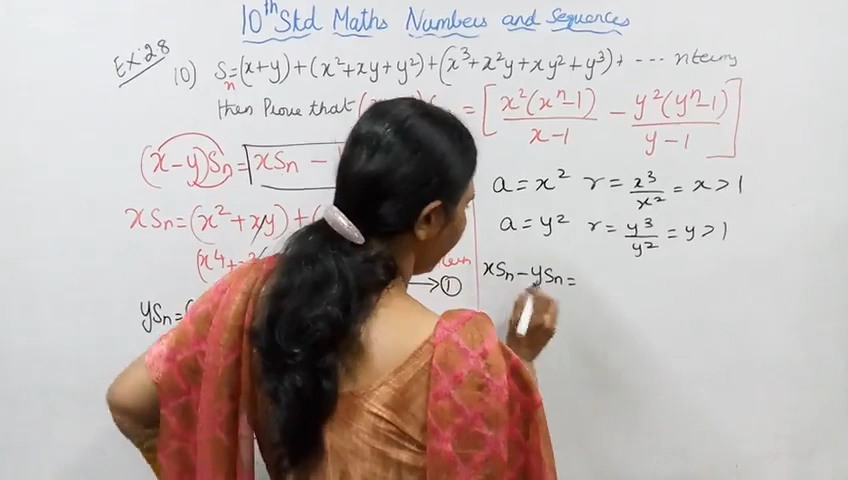 10th Std Maths Numbers and Sequences
Ex: 2.8
10) Sn = (x+y) + (x²+xy+y²) + (x³+x²y+xy²+y³) + ... n terms
then Prove that = [x²(xⁿ-1)/x-1 - y²(yⁿ-1)/y-1]
(x-y)Sn = xSn -
a = x² r = x³/x² = x > 1
xSn = (x²+xy) +
a = y² r = y³/y² = y > 1
(x⁴+
→ ①
xSn - ySn =
ySn =